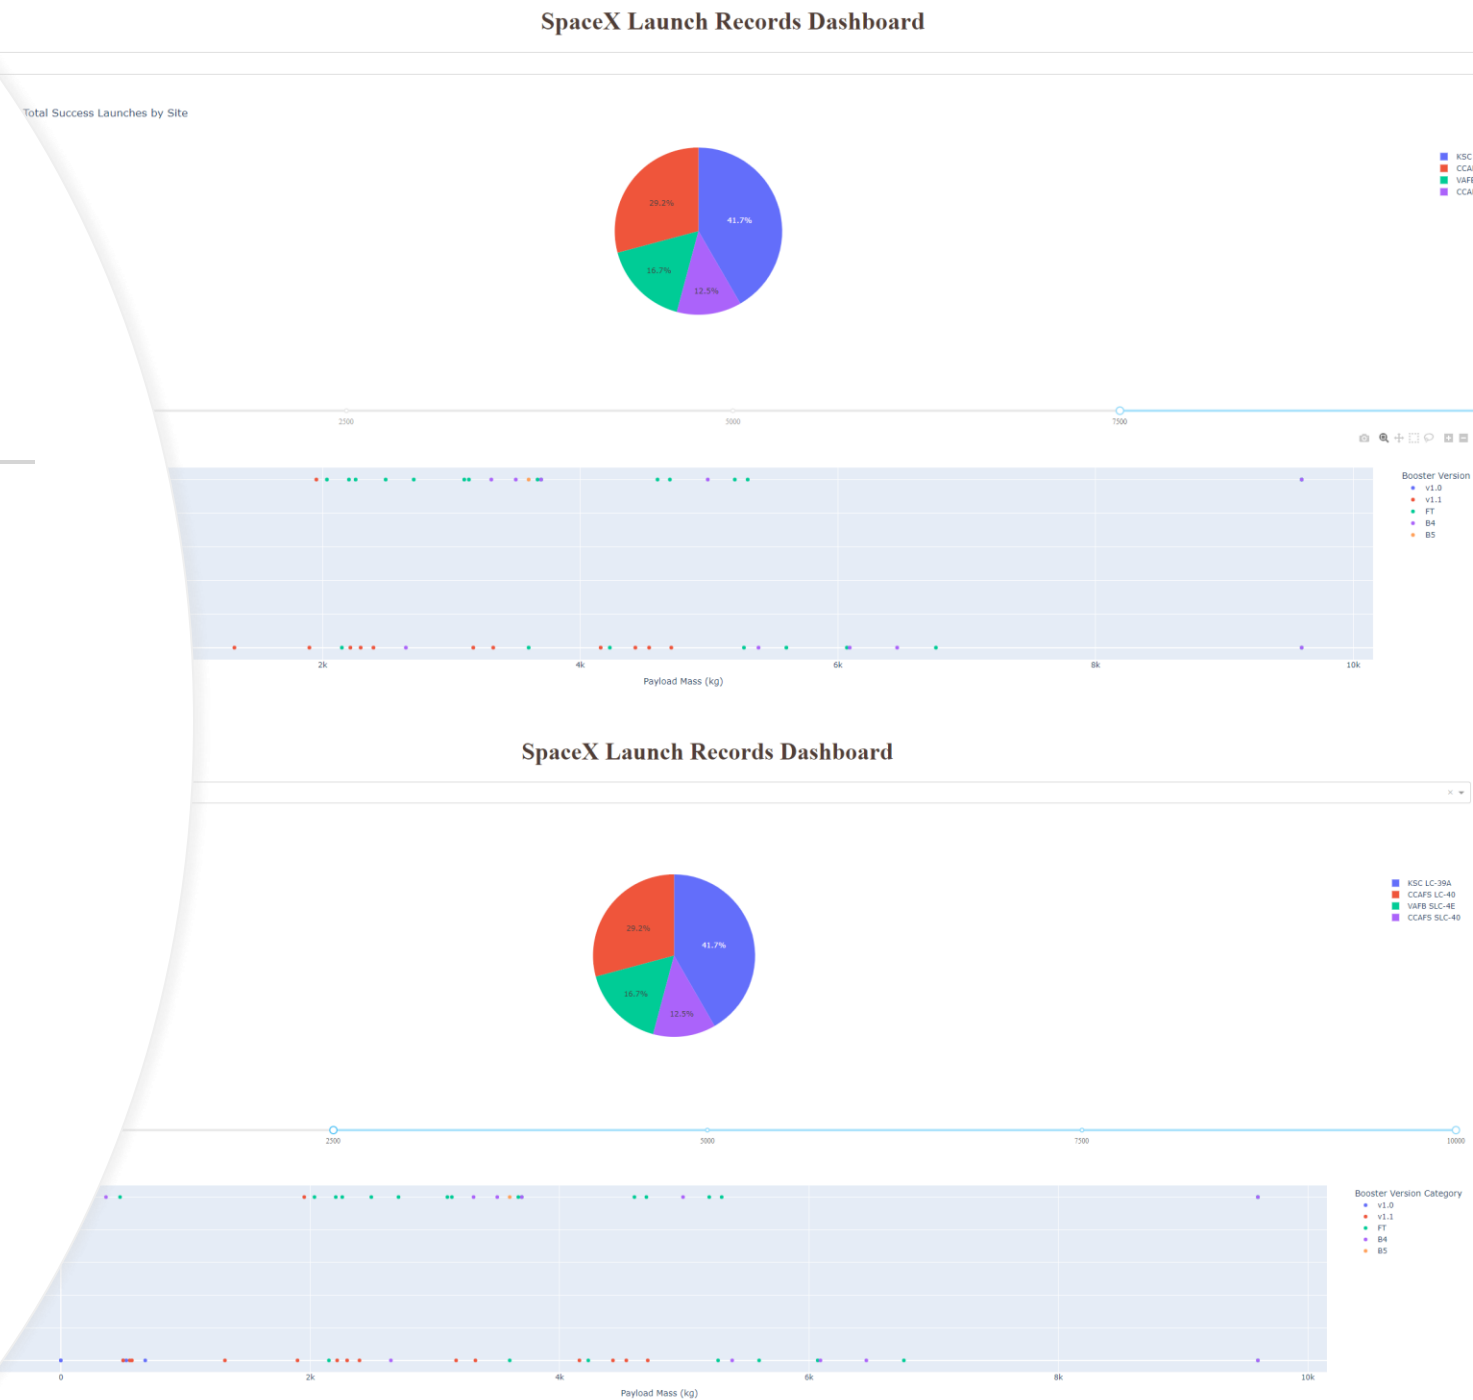 SpaceX Launch Records Dashboard
Total Success Launches by Site
KSC
29.2%
41.7%
16.7%
12.5%
2500
5000
7500
Booster Version
v1.0
v1.1
FT
B4
B5
2k
4k
6k
8k
10k
Payload Mass (kg)
SpaceX Launch Records Dashboard
KSC LC-39A
CCAFS LC-40
VAFB SLC-4E
CCAFS SLC-40
29.2%
41.7%
16.7%
12.5%
2500
5000
7500
10000
Booster Version Category
v1.0
v1.1
FT
B4
B5
0
2k
4k
6k
8k
10k
Payload Mass (kg)